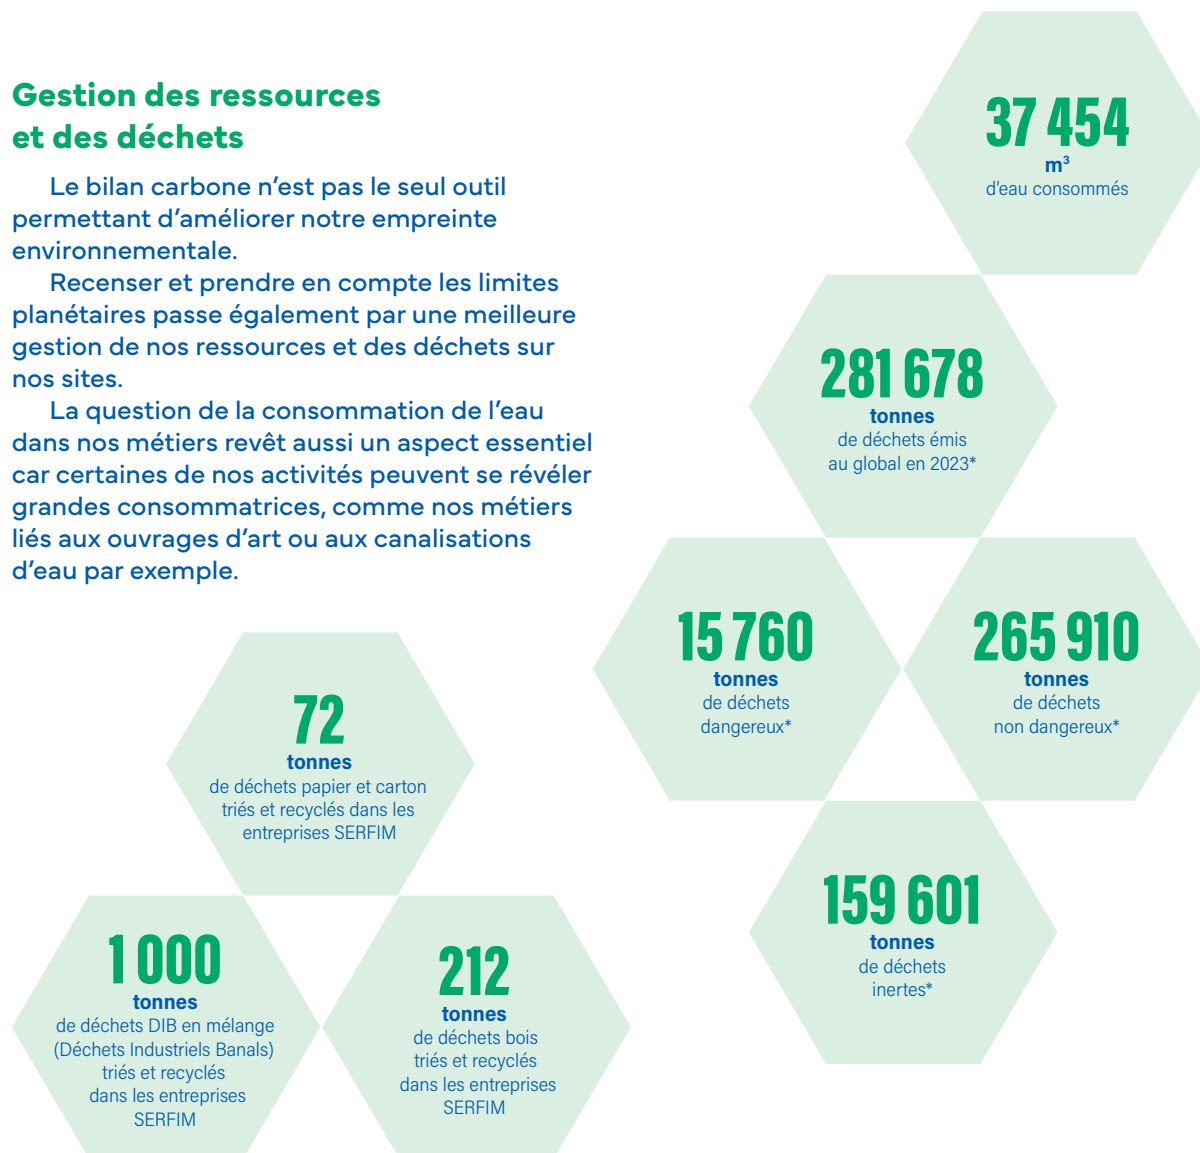 Gestion des ressources
et des déchets
Le bilan carbone n’est pas le seul outil
permettant d’améliorer notre empreinte
environnementale.
Recenser et prendre en compte les limites
planétaires passe également par une meilleure
gestion de nos ressources et des déchets sur
nos sites.
La question de la consommation de l’eau
dans nos métiers revêt aussi un aspect essentiel
car certaines de nos activités peuvent se révéler
grandes consommatrices, comme nos métiers
liés aux ouvrages d’art ou aux canalisations
d’eau par exemple.
37 454
m³
d’eau consommés
281 678
tonnes
de déchets émis
au global en 2023*
15 760
tonnes
de déchets
dangereux*
265 910
tonnes
de déchets
non dangereux*
159 601
tonnes
de déchets
inertes*
72
tonnes
de déchets papier et carton
triés et recyclés dans les
entreprises SERFIM
1 000
tonnes
de déchets DIB en mélange
(Déchets Industriels Banals)
triés et recyclés
dans les entreprises
SERFIM
212
tonnes
de déchets bois
triés et recyclés
dans les entreprises
SERFIM